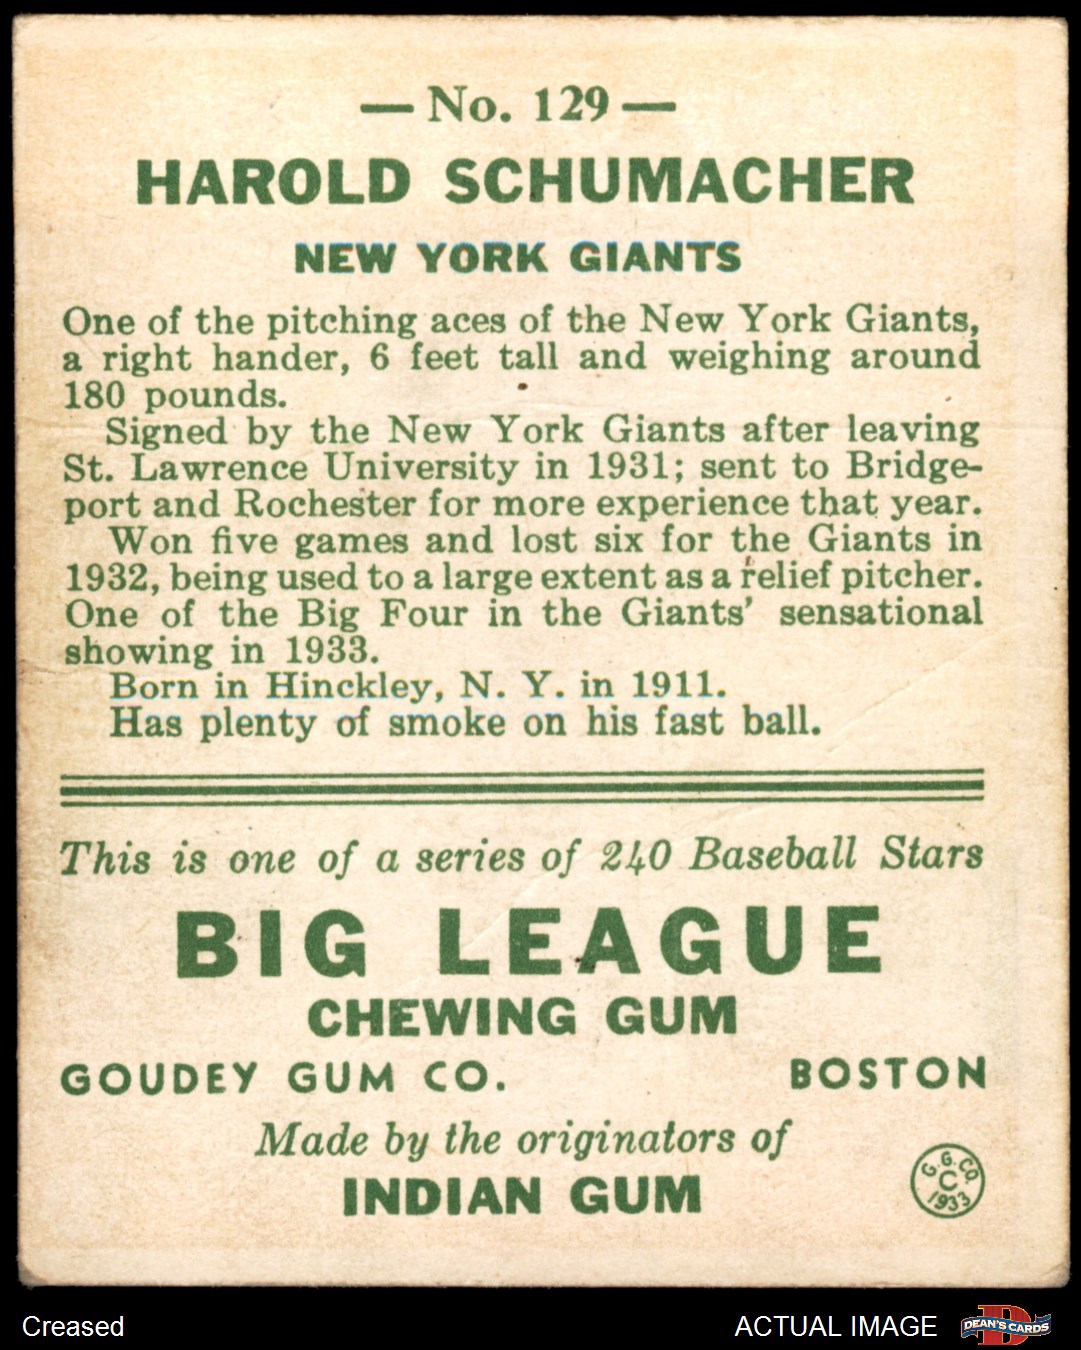 — No. 129 —
HAROLD SCHUMACHER
NEW YORK GIANTS
One of the pitching aces of the New York Giants,
a right hander, 6 feet tall and weighing around
180 pounds.
Signed by the New York Giants after leaving
St. Lawrence University in 1931; sent to Bridge-
port and Rochester for more experience that year.
Won five games and lost six for the Giants in
1932, being used to a large extent as a relief pitcher.
One of the Big Four in the Giants' sensational
showing in 1933.
Born in Hinckley, N. Y. in 1911.
Has plenty of smoke on his fast ball.
This is one of a series of 240 Baseball Stars
BIG LEAGUE
CHEWING GUM
GOUDEY GUM CO. BOSTON
Made by the originators of
INDIAN GUM
G. G. CO.
C
1933
Creased
ACTUAL IMAGE
D
DEAN'S CARDS